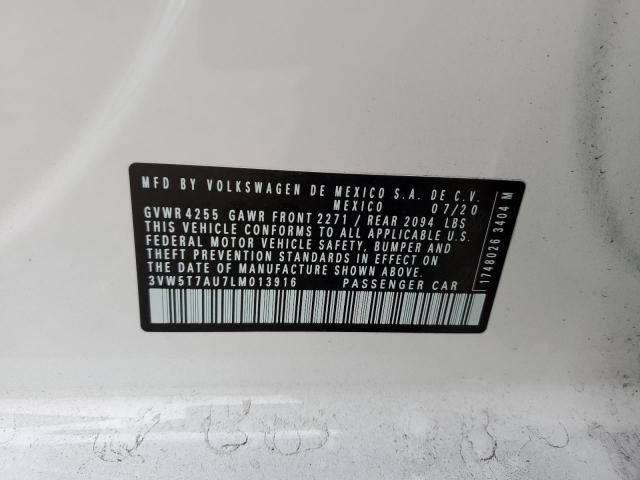 MFD BY VOLKSWAGEN DE MEXICO S.A. DE C.V.
MEXICO 07/20
GVWR 4255 GAWR FRONT 2271 / REAR 2094 LBS
THIS VEHICLE CONFORMS TO ALL APPLICABLE U.S.
FEDERAL MOTOR VEHICLE SAFETY, BUMPER AND
THEFT PREVENTION STANDARDS IN EFFECT ON
THE DATE OF MANUFACTURE SHOWN ABOVE.
3VW5T7AU7LM013916 PASSENGER CAR
1748026 3404 M